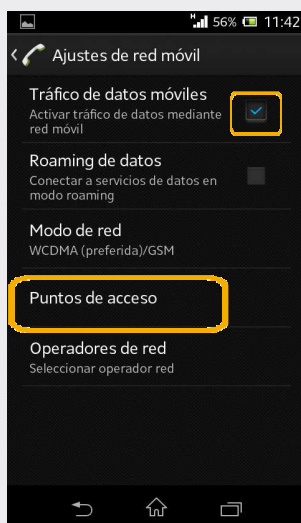 H 56% 11:42
Ajustes de red móvil
Tráfico de datos móviles
Activar tráfico de datos mediante
red móvil
Roaming de datos
Conectar a servicios de datos en
modo roaming
Modo de red
WCDMA (preferida)/GSM
Puntos de acceso
Operadores de red
Seleccionar operador red